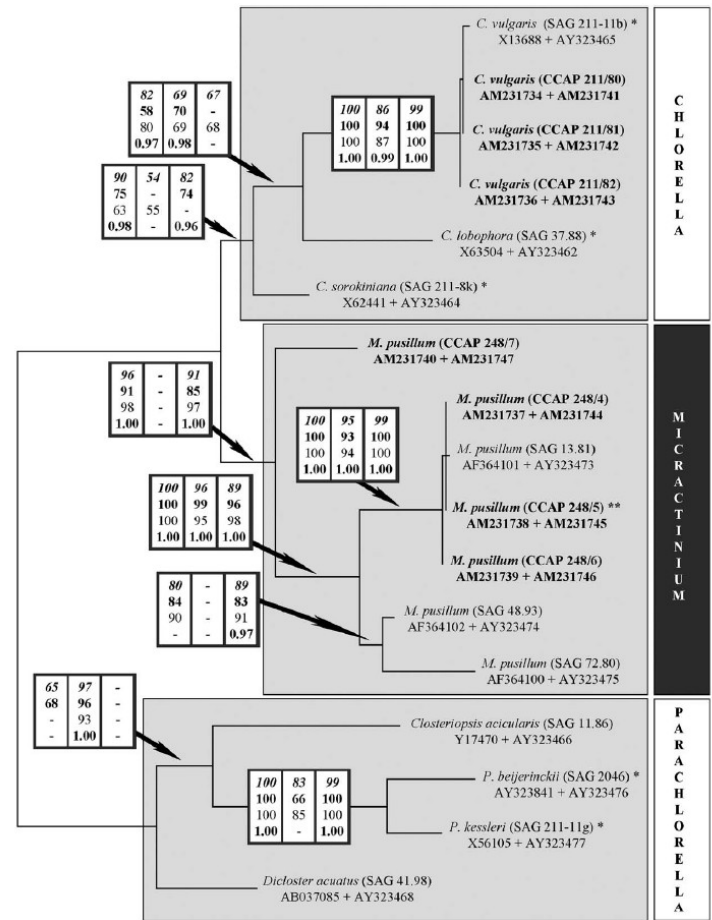 C. vulgaris (SAG 211-11b) *
X13688 + AY323465
C. vulgaris (CCAP 211/80)
AM231734 + AM231741
C. vulgaris (CCAP 211/81)
AM231735 + AM231742
C. vulgaris (CCAP 211/82)
AM231736 + AM231743
C. lobophora (SAG 37.88) *
X63504 + AY323462
C. sorokiniana (SAG 211-8k) *
X62441 + AY323464
82 69 67
58 70 -
80 69 68
0.97 0.98 -
100 86 99
100 94 100
100 87 100
1.00 0.99 1.00
90 54 82
75 - 74
63 55 -
0.98 - 0.96
CHLORELLA
M. pusillum (CCAP 248/7)
AM231740 + AM231747
M. pusillum (CCAP 248/4)
AM231737 + AM231744
M. pusillum (SAG 13.81)
AF364101 + AY323473
M. pusillum (CCAP 248/5) **
AM231738 + AM231745
M. pusillum (CCAP 248/6)
AM231739 + AM231746
M. pusillum (SAG 48.93)
AF364102 + AY323474
M. pusillum (SAG 72.80)
AF364100 + AY323475
96 - 91
91 - 85
98 - 97
1.00 - 1.00
100 95 99
100 93 100
100 94 100
1.00 1.00 1.00
100 96 89
100 99 96
100 95 98
1.00 1.00 1.00
80 - 89
84 - 83
90 - 91
- - 0.97
MICRACTINIUM
65 97 -
68 96 -
- 93 -
- 1.00 -
Closteriopsis acicularis (SAG 11.86)
Y17470 + AY323466
100 83 99
100 66 100
100 85 100
1.00 - 1.00
P. beijerinckii (SAG 2046) *
AY323841 + AY323476
P. kessleri (SAG 211-11g) *
X56105 + AY323477
Dicloster acuatus (SAG 41.98)
AB037085 + AY323468
PARACHLORELLA